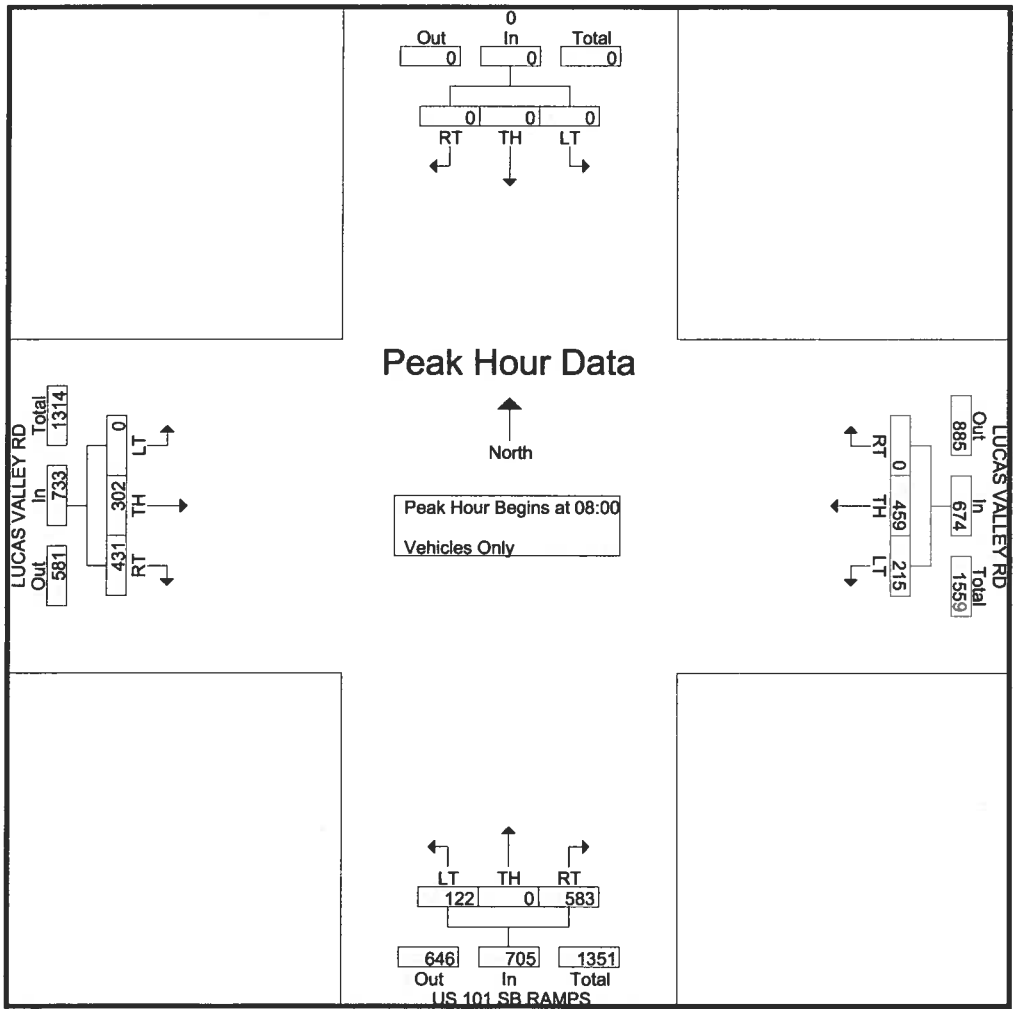 0
Out In Total
0 0 0
0 0 0
RT TH LT
Peak Hour Data
North
Peak Hour Begins at 08:00
Vehicles Only
LUCAS VALLEY RD
Total In Out
1314 733 581
0 302 431
LT TH RT
RT TH LT
0 459 215
885 674 1559
Out In Total
LUCAS VALLEY RD
LT TH RT
122 0 583
646 705 1351
Out In Total
US 101 SB RAMPS